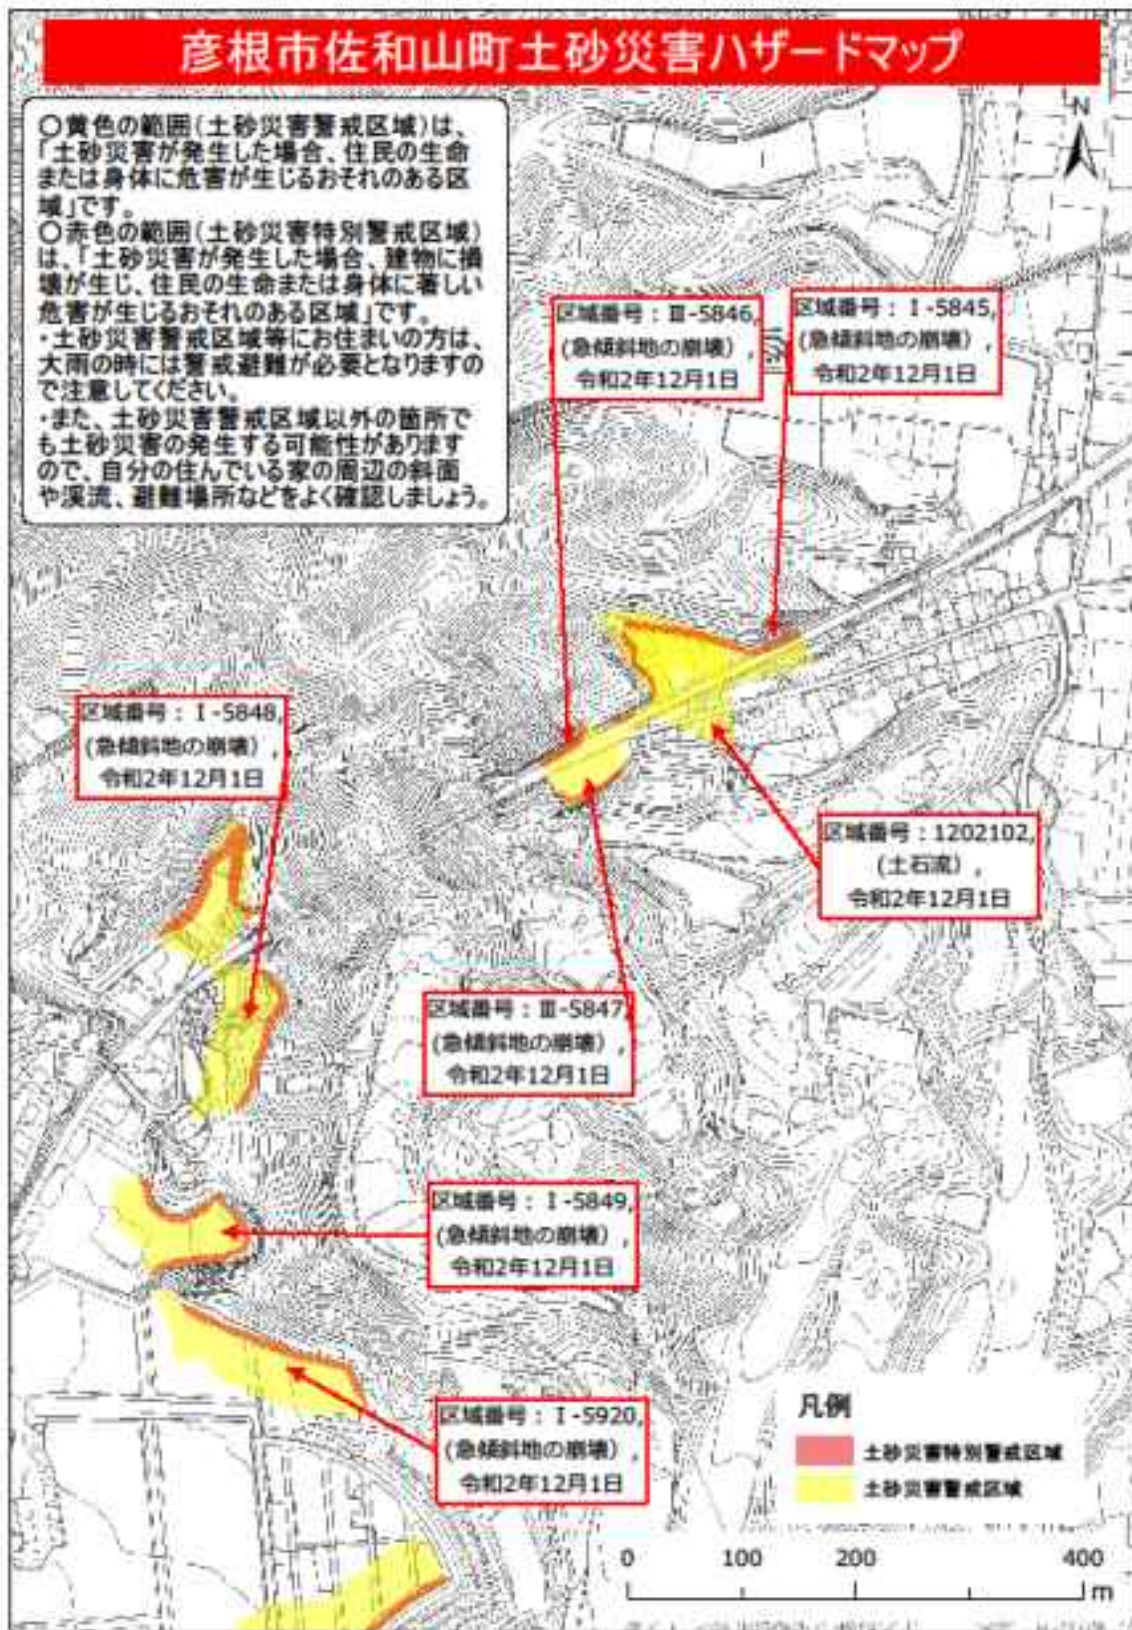 彦根市佐和山町土砂災害ハザードマップ
〇黄色の範囲(土砂災害警戒区域)は、
「土砂災害が発生した場合、住民の生命
または身体に危害が生じるおそれのある区
域」です。
〇赤色の範囲(土砂災害特別警戒区域)
は、「土砂災害が発生した場合、建物に損
壊が生じ、住民の生命または身体に著しい
危害が生じるおそれのある区域」です。
・土砂災害警戒区域等にお住まいの方は、
大雨の時には警戒避難が必要となりますの
で注意してください。
・また、土砂災害警戒区域以外の箇所で
も土砂災害の発生する可能性があります
ので、自分の住んでいる家の周辺の斜面
や渓流、避難場所などをよく確認しましょう。
N
区域番号：Ⅲ-5846,
(急傾斜地の崩壊),
令和2年12月1日
区域番号：Ⅰ-5845,
(急傾斜地の崩壊),
令和2年12月1日
区域番号：Ⅰ-5848,
(急傾斜地の崩壊),
令和2年12月1日
区域番号：1202102,
(土石流),
令和2年12月1日
区域番号：Ⅲ-5847,
(急傾斜地の崩壊),
令和2年12月1日
区域番号：Ⅰ-5849,
(急傾斜地の崩壊),
令和2年12月1日
区域番号：Ⅰ-5920,
(急傾斜地の崩壊),
令和2年12月1日
凡例
土砂災害特別警戒区域
土砂災害警戒区域
0 100 200 400
m